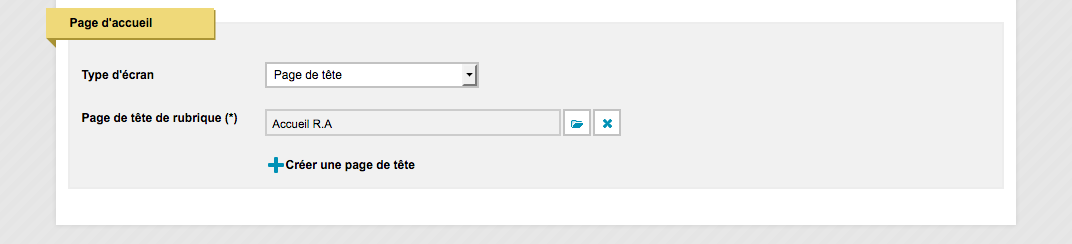 Page d'accueil
Type d'écran
Page de tête
Page de tête de rubrique (*)
Accueil R.A
Créer une page de tête